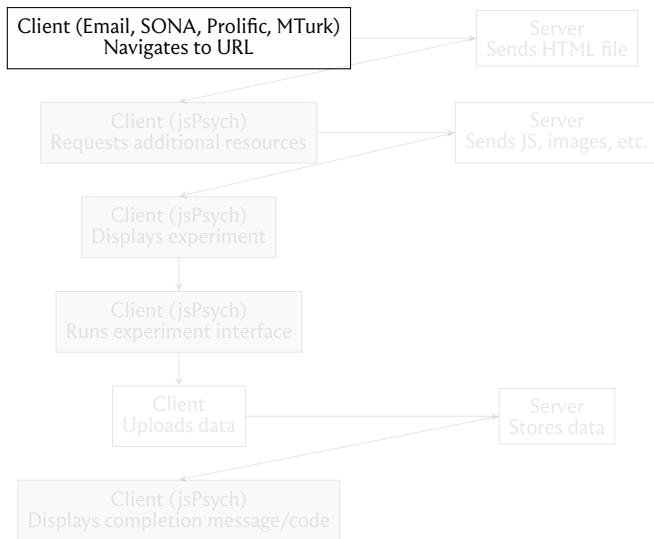 Client (Email, SONA, Prolific, MTurk)
Navigates to URL
Server
Sends HTML file
Client (jsPsych)
Requests additional resources
Server
Sends JS, images, etc.
Client (jsPsych)
Displays experiment
Client (jsPsych)
Runs experiment interface
Client
Uploads data
Server
Stores data
Client (jsPsych)
Displays completion message/code